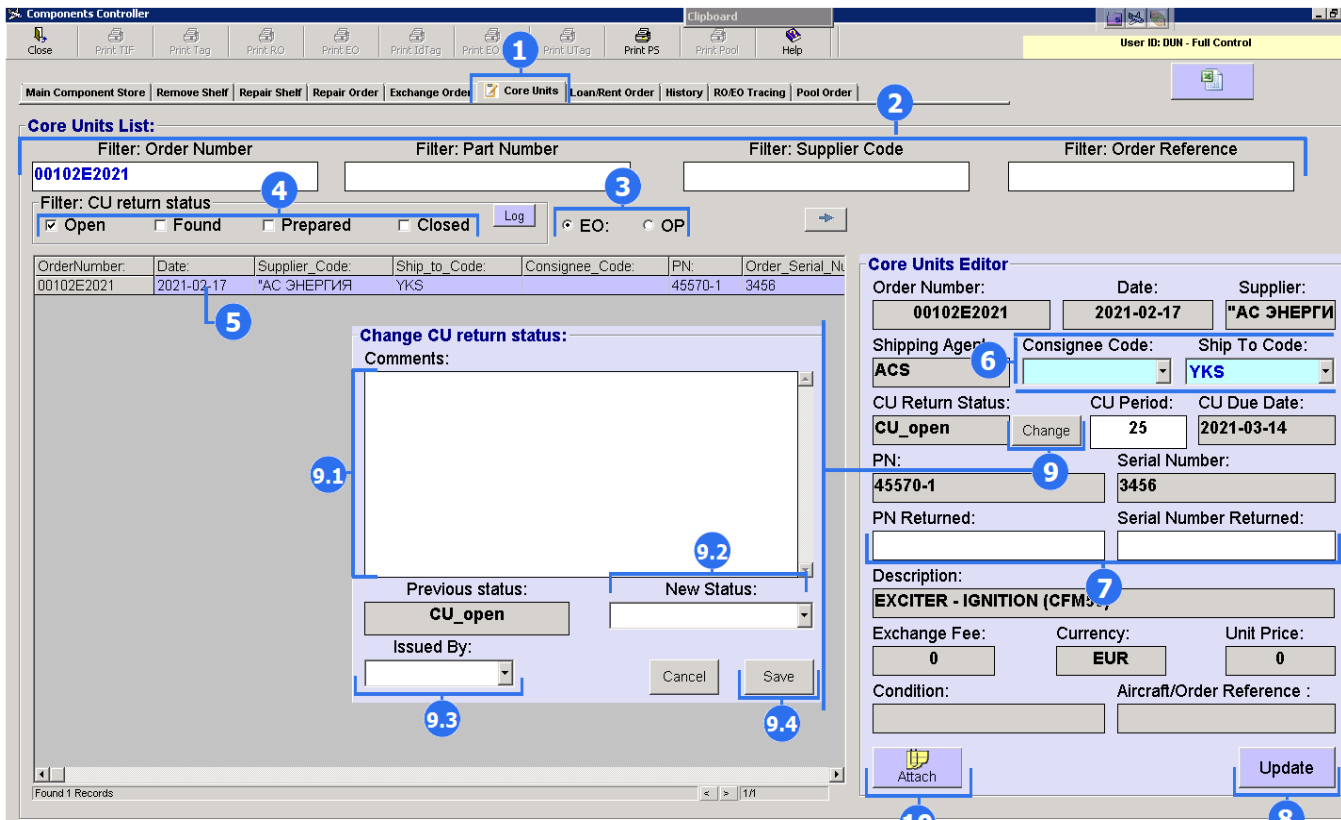 Components Controller
Clipboard
Close Print TIF Print Tag Print RO Print EO Print IdTag Print EO Print UTag Print PS Print Pool Help
User ID: DUN - Full Control
1
Main Component Store Remove Shelf Repair Shelf Repair Order Exchange Order Core Units Loan/Rent Order History RO/EO Tracing Pool Order
2
Core Units List:
Filter: Order Number Filter: Part Number Filter: Supplier Code Filter: Order Reference
00102E2021
4 3
Filter: CU return status
Open Found Prepared Closed Log EO: OP
OrderNumber: Date: Supplier_Code: Ship_to_Code: Consignee_Code: PN: Order_Serial_Nu
00102E2021 2021-02-17 "АС ЭНЕРГИЯ YKS 45570-1 3456
5
Change CU return status:
Comments:
9.1
9.2
Previous status: New Status:
CU_open
Issued By:
Cancel Save
9.3 9.4
Found 1 Records < > 1/1
Core Units Editor
Order Number: Date: Supplier:
00102E2021 2021-02-17 "АС ЭНЕРГИ
Shipping Agent 6 Consignee Code: Ship To Code:
ACS YKS
CU Return Status: CU Period: CU Due Date:
CU_open Change 25 2021-03-14
PN: 9 Serial Number:
45570-1 3456
PN Returned: Serial Number Returned:
7
Description:
EXCITER - IGNITION (CFM56)
Exchange Fee: Currency: Unit Price:
0 EUR 0
Condition: Aircraft/Order Reference :
Attach Update
10 8